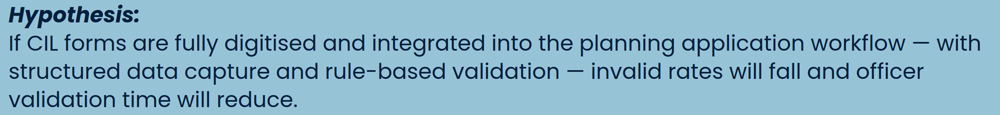 Hypothesis:
If CIL forms are fully digitised and integrated into the planning application workflow — with
structured data capture and rule-based validation — invalid rates will fall and officer
validation time will reduce.